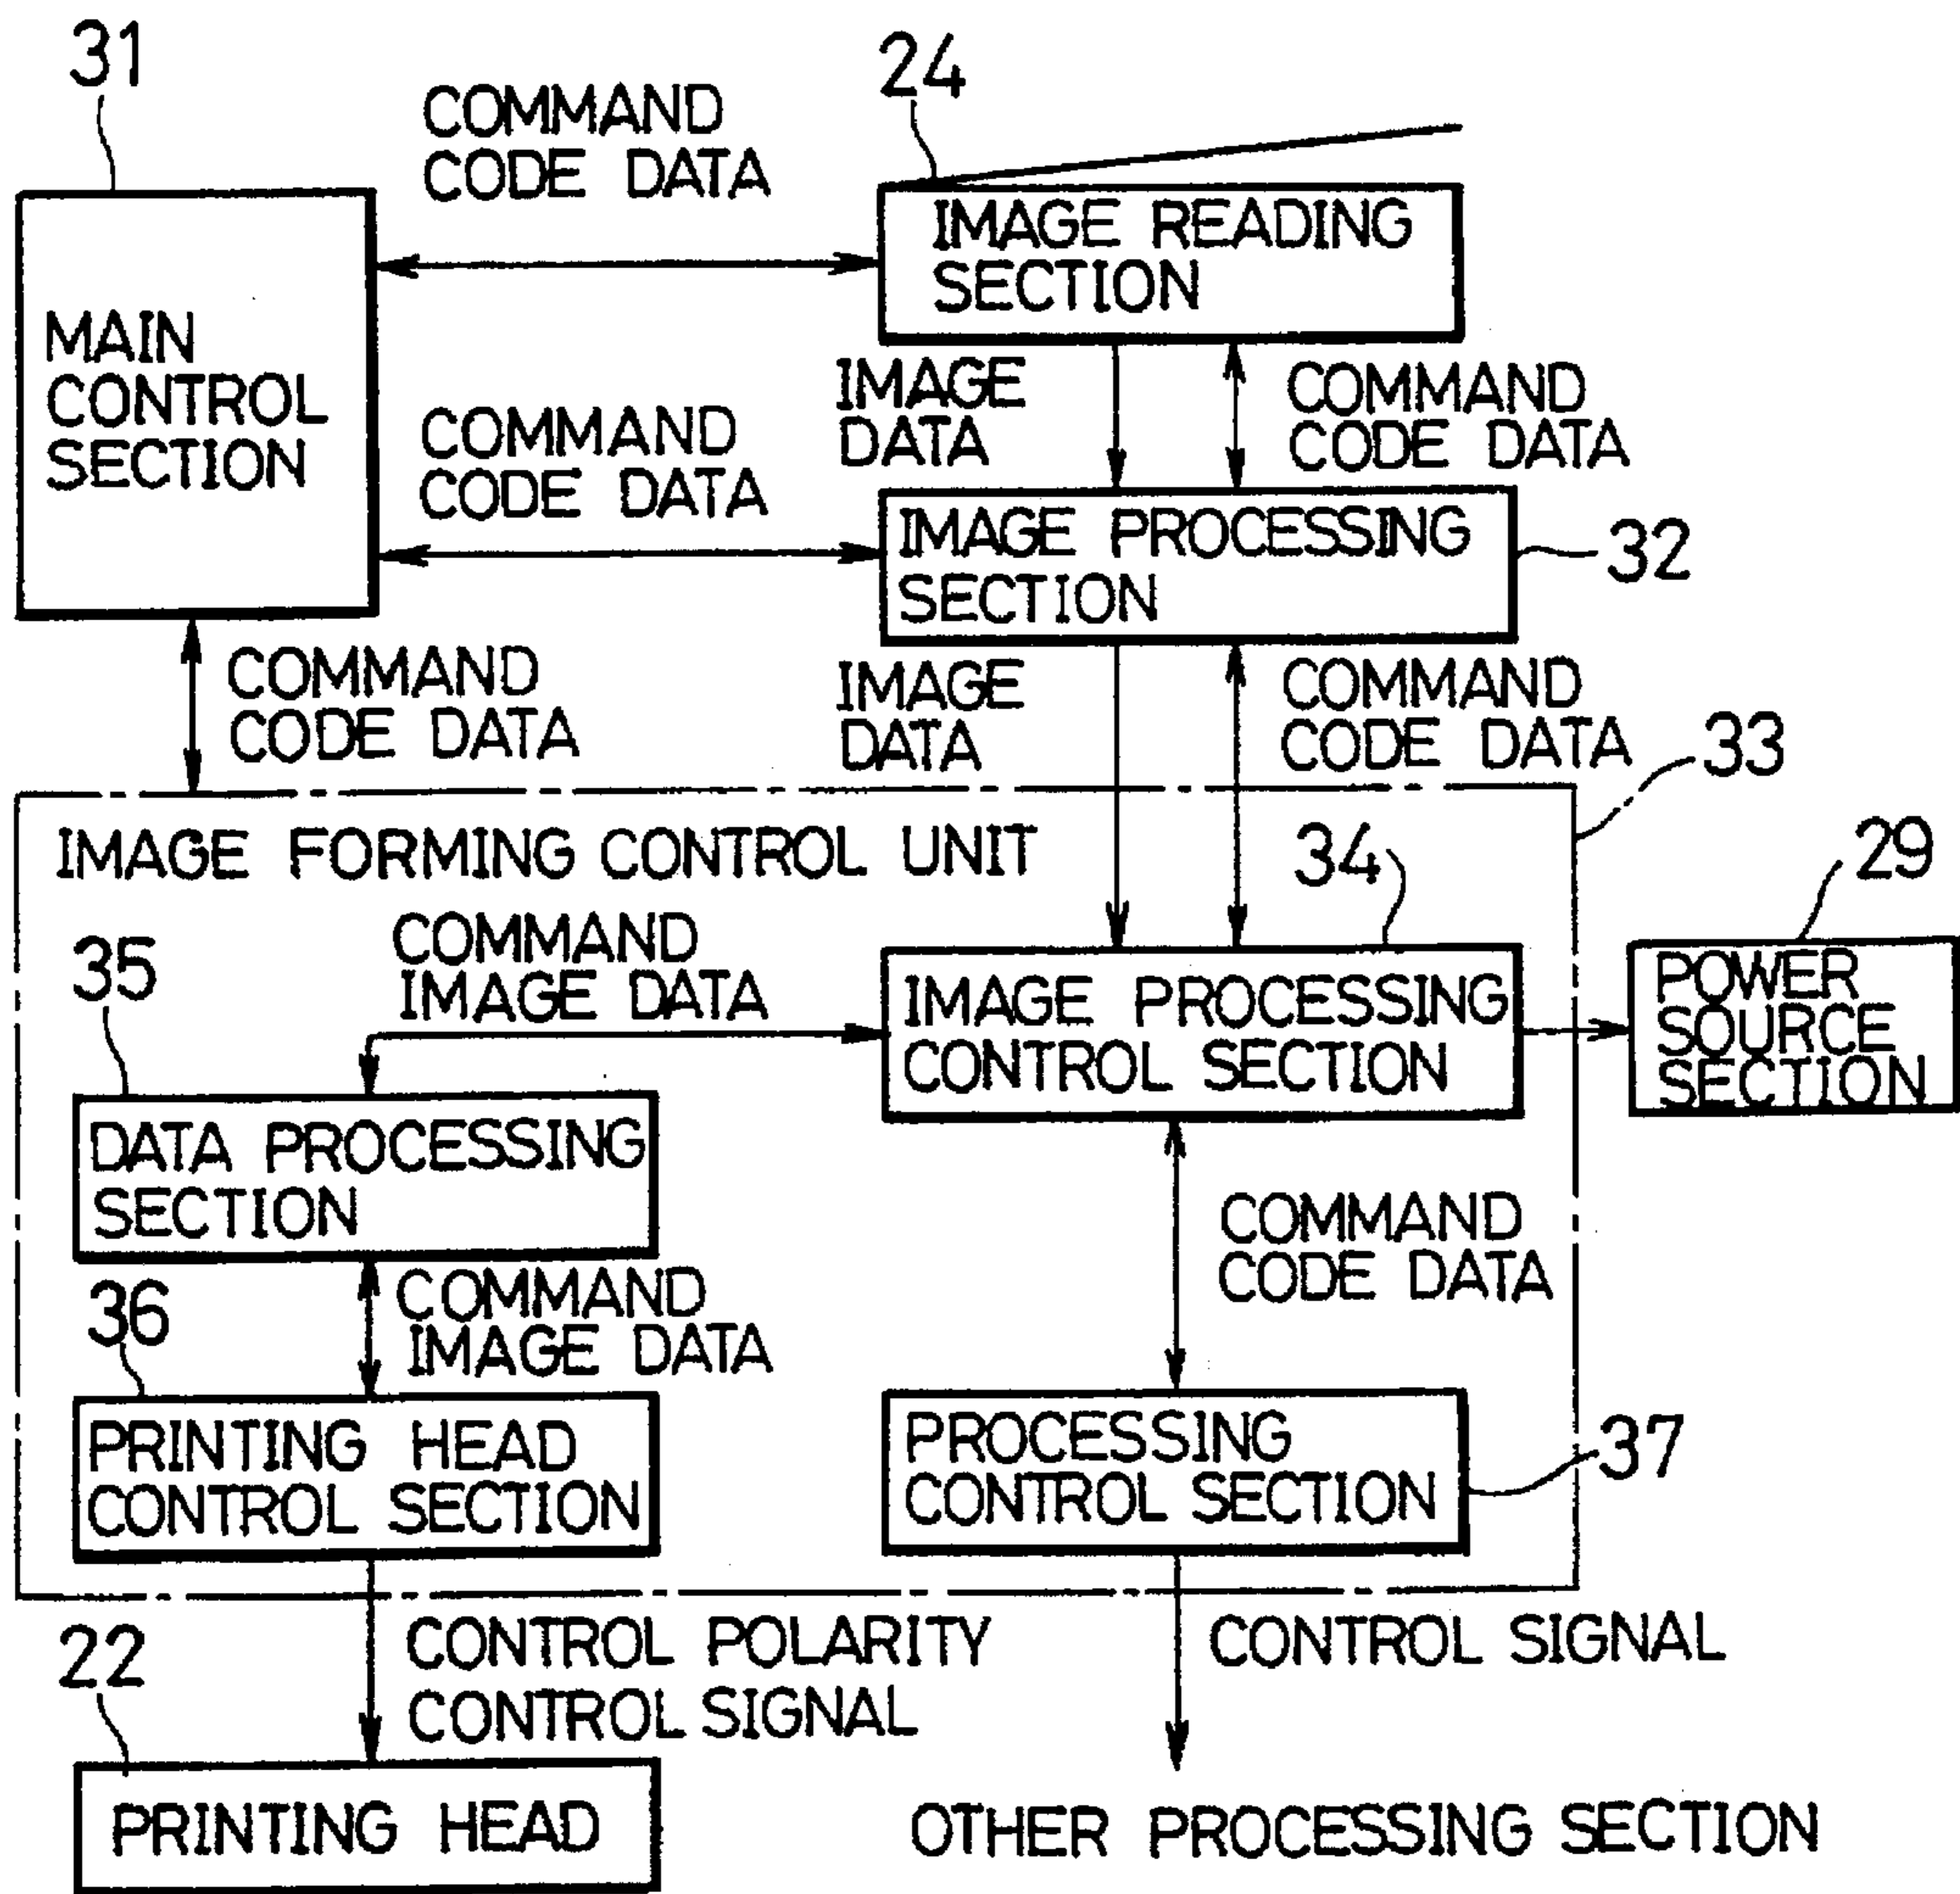 31
24
COMMAND
CODE DATA
IMAGE READING
SECTION
MAIN
CONTROL
SECTION
IMAGE
DATA
COMMAND
CODE DATA
COMMAND
CODE DATA
IMAGE PROCESSING
SECTION
32
COMMAND
CODE DATA
IMAGE
DATA
COMMAND
CODE DATA
33
IMAGE FORMING CONTROL UNIT
34
29
35
COMMAND
IMAGE DATA
IMAGE PROCESSING
CONTROL SECTION
POWER
SOURCE
SECTION
DATA PROCESSING
SECTION
COMMAND
CODE DATA
36
COMMAND
IMAGE DATA
PRINTING HEAD
CONTROL SECTION
PROCESSING
CONTROL SECTION
37
22
CONTROL POLARITY
CONTROL SIGNAL
CONTROL SIGNAL
PRINTING HEAD
OTHER PROCESSING SECTION